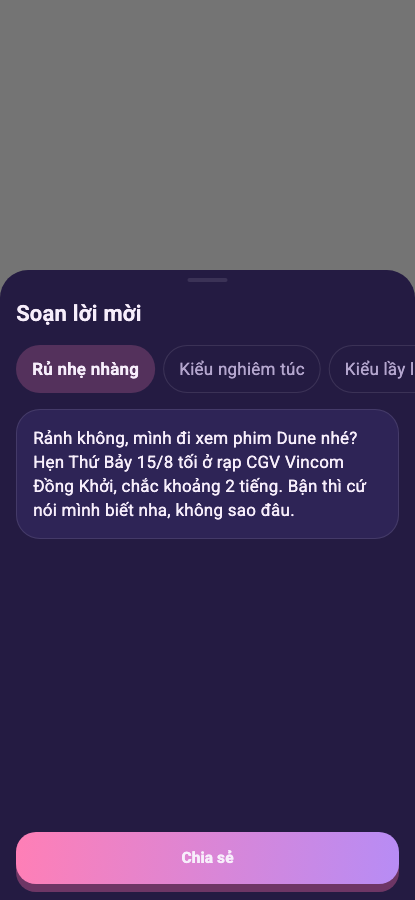 Soạn lời mời
Rủ nhẹ nhàng
Kiểu nghiêm túc
Kiểu lầy
Rảnh không, mình đi xem phim Dune nhé?
Hẹn Thứ Bảy 15/8 tối ở rạp CGV Vincom
Đồng Khởi, chắc khoảng 2 tiếng. Bận thì cứ
nói mình biết nha, không sao đâu.
Chia sẻ